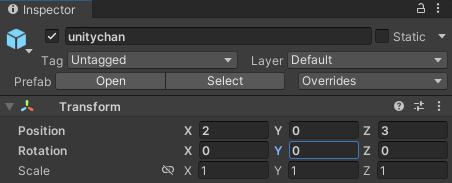 Inspector
unitychan
Static
Tag Untagged Layer Default
Prefab Open Select Overrides
Transform
Position X 2 Y 0 Z 3
Rotation X 0 Y 0 Z 0
Scale X 1 Y 1 Z 1